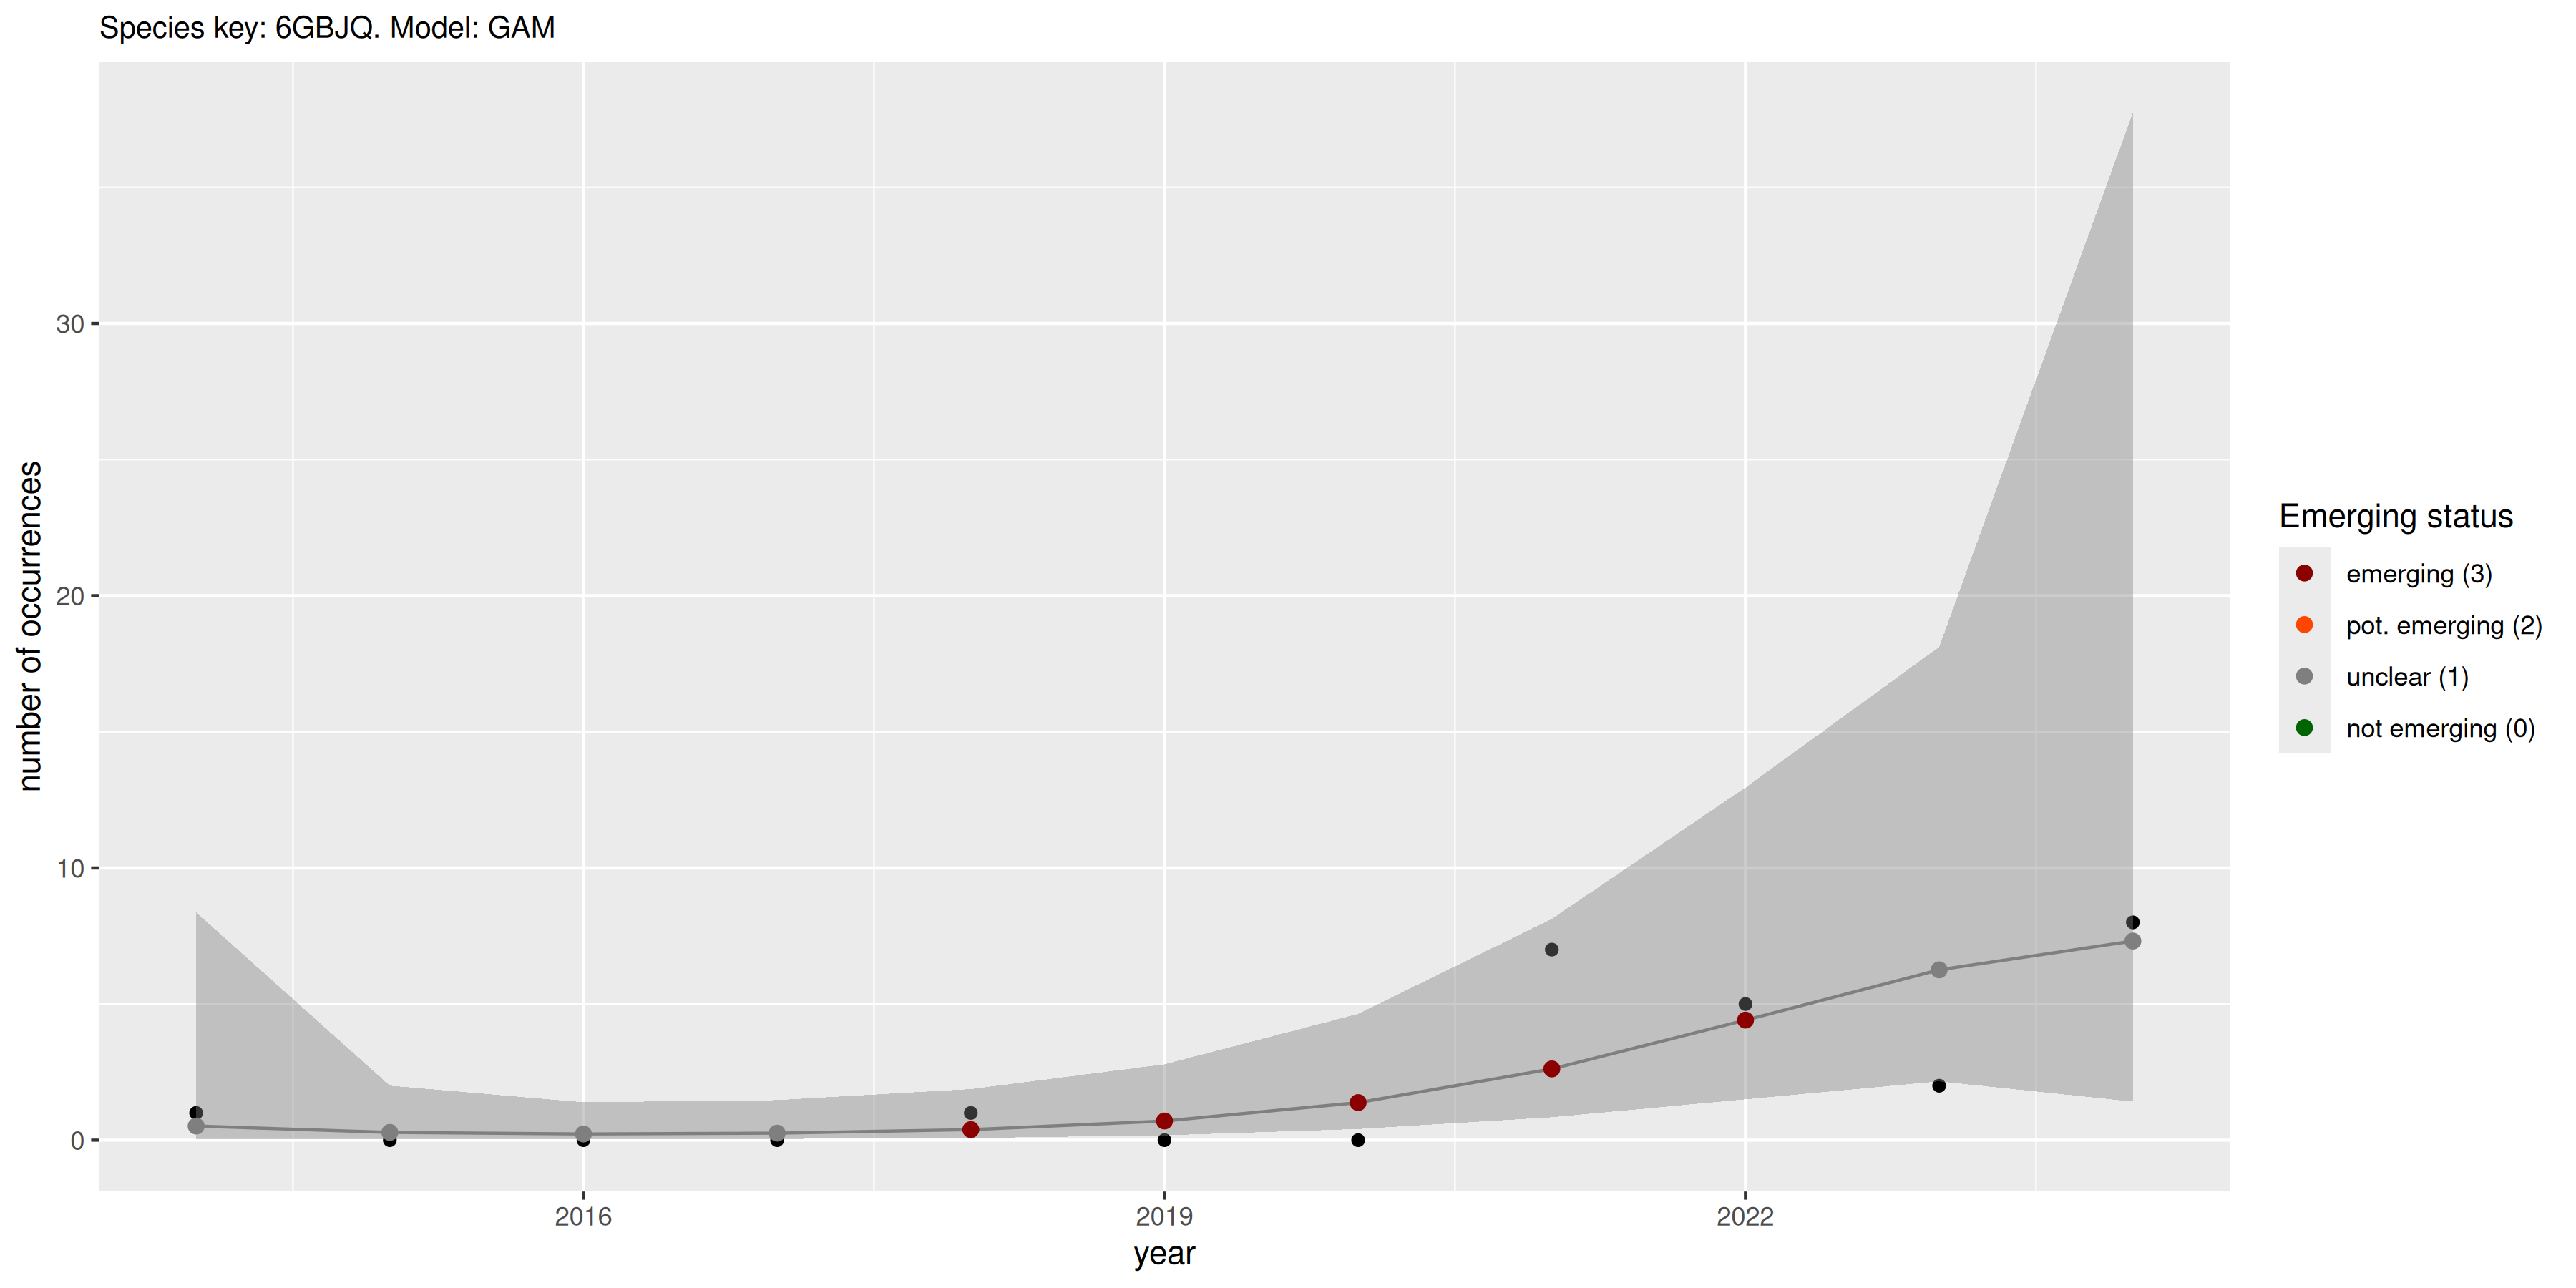 Species key: 6GBJQ. Model: GAM
number of occurrences
30
20
10
0
2016
2019
2022
year
Emerging status
emerging (3)
pot. emerging (2)
unclear (1)
not emerging (0)